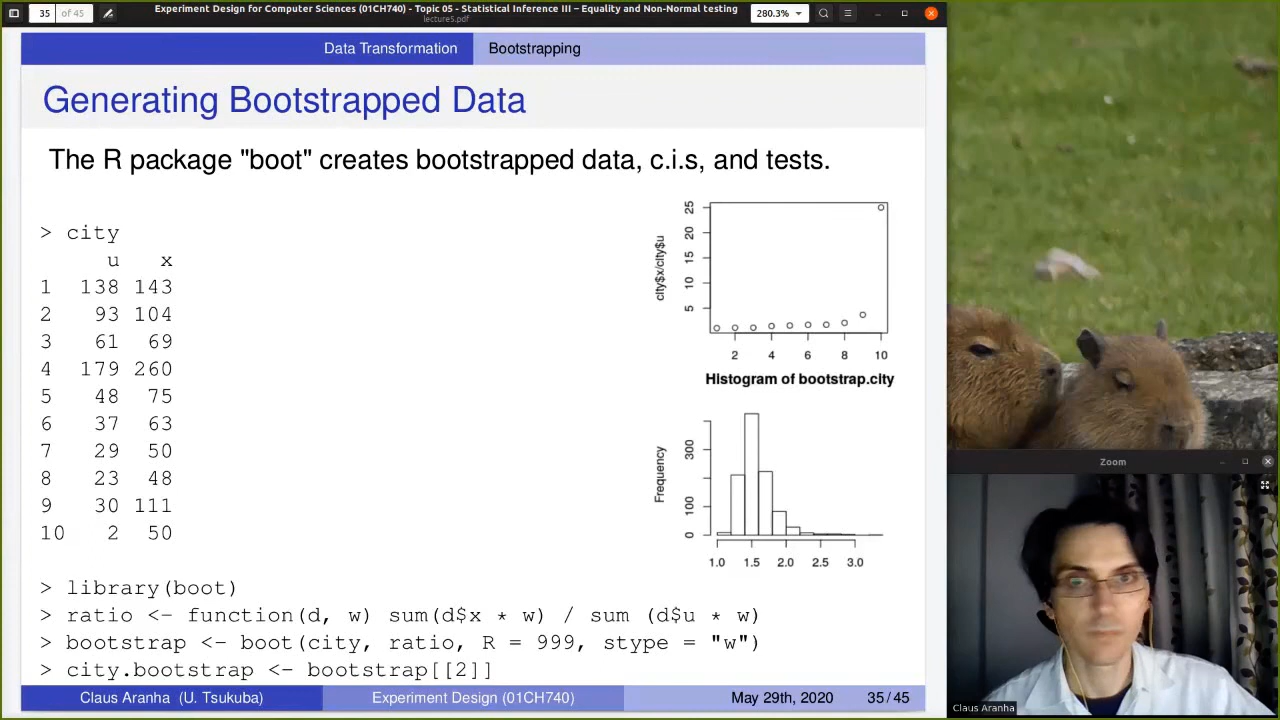 35 of 45
Experiment Design for Computer Sciences (01CH740) - Topic 05 - Statistical Inference III – Equality and Non-Normal testing
lecture5.pdf
280.3%
Data Transformation Bootstrapping
Generating Bootstrapped Data
The R package "boot" creates bootstrapped data, c.i.s, and tests.
> city
u x
1 138 143
2 93 104
3 61 69
4 179 260
5 48 75
6 37 63
7 29 50
8 23 48
9 30 111
10 2 50
> library(boot)
> ratio <- function(d, w) sum(d$x * w) / sum (d$u * w)
> bootstrap <- boot(city, ratio, R = 999, stype = "w")
> city.bootstrap <- bootstrap[[2]]
city$x/city$u
25
20
15
10
5
2 4 6 8 10
Histogram of bootstrap.city
Frequency
300
100
0
1.0 1.5 2.0 2.5 3.0
Claus Aranha (U. Tsukuba) Experiment Design (01CH740) May 29th, 2020 35 / 45
Zoom
Claus Aranha